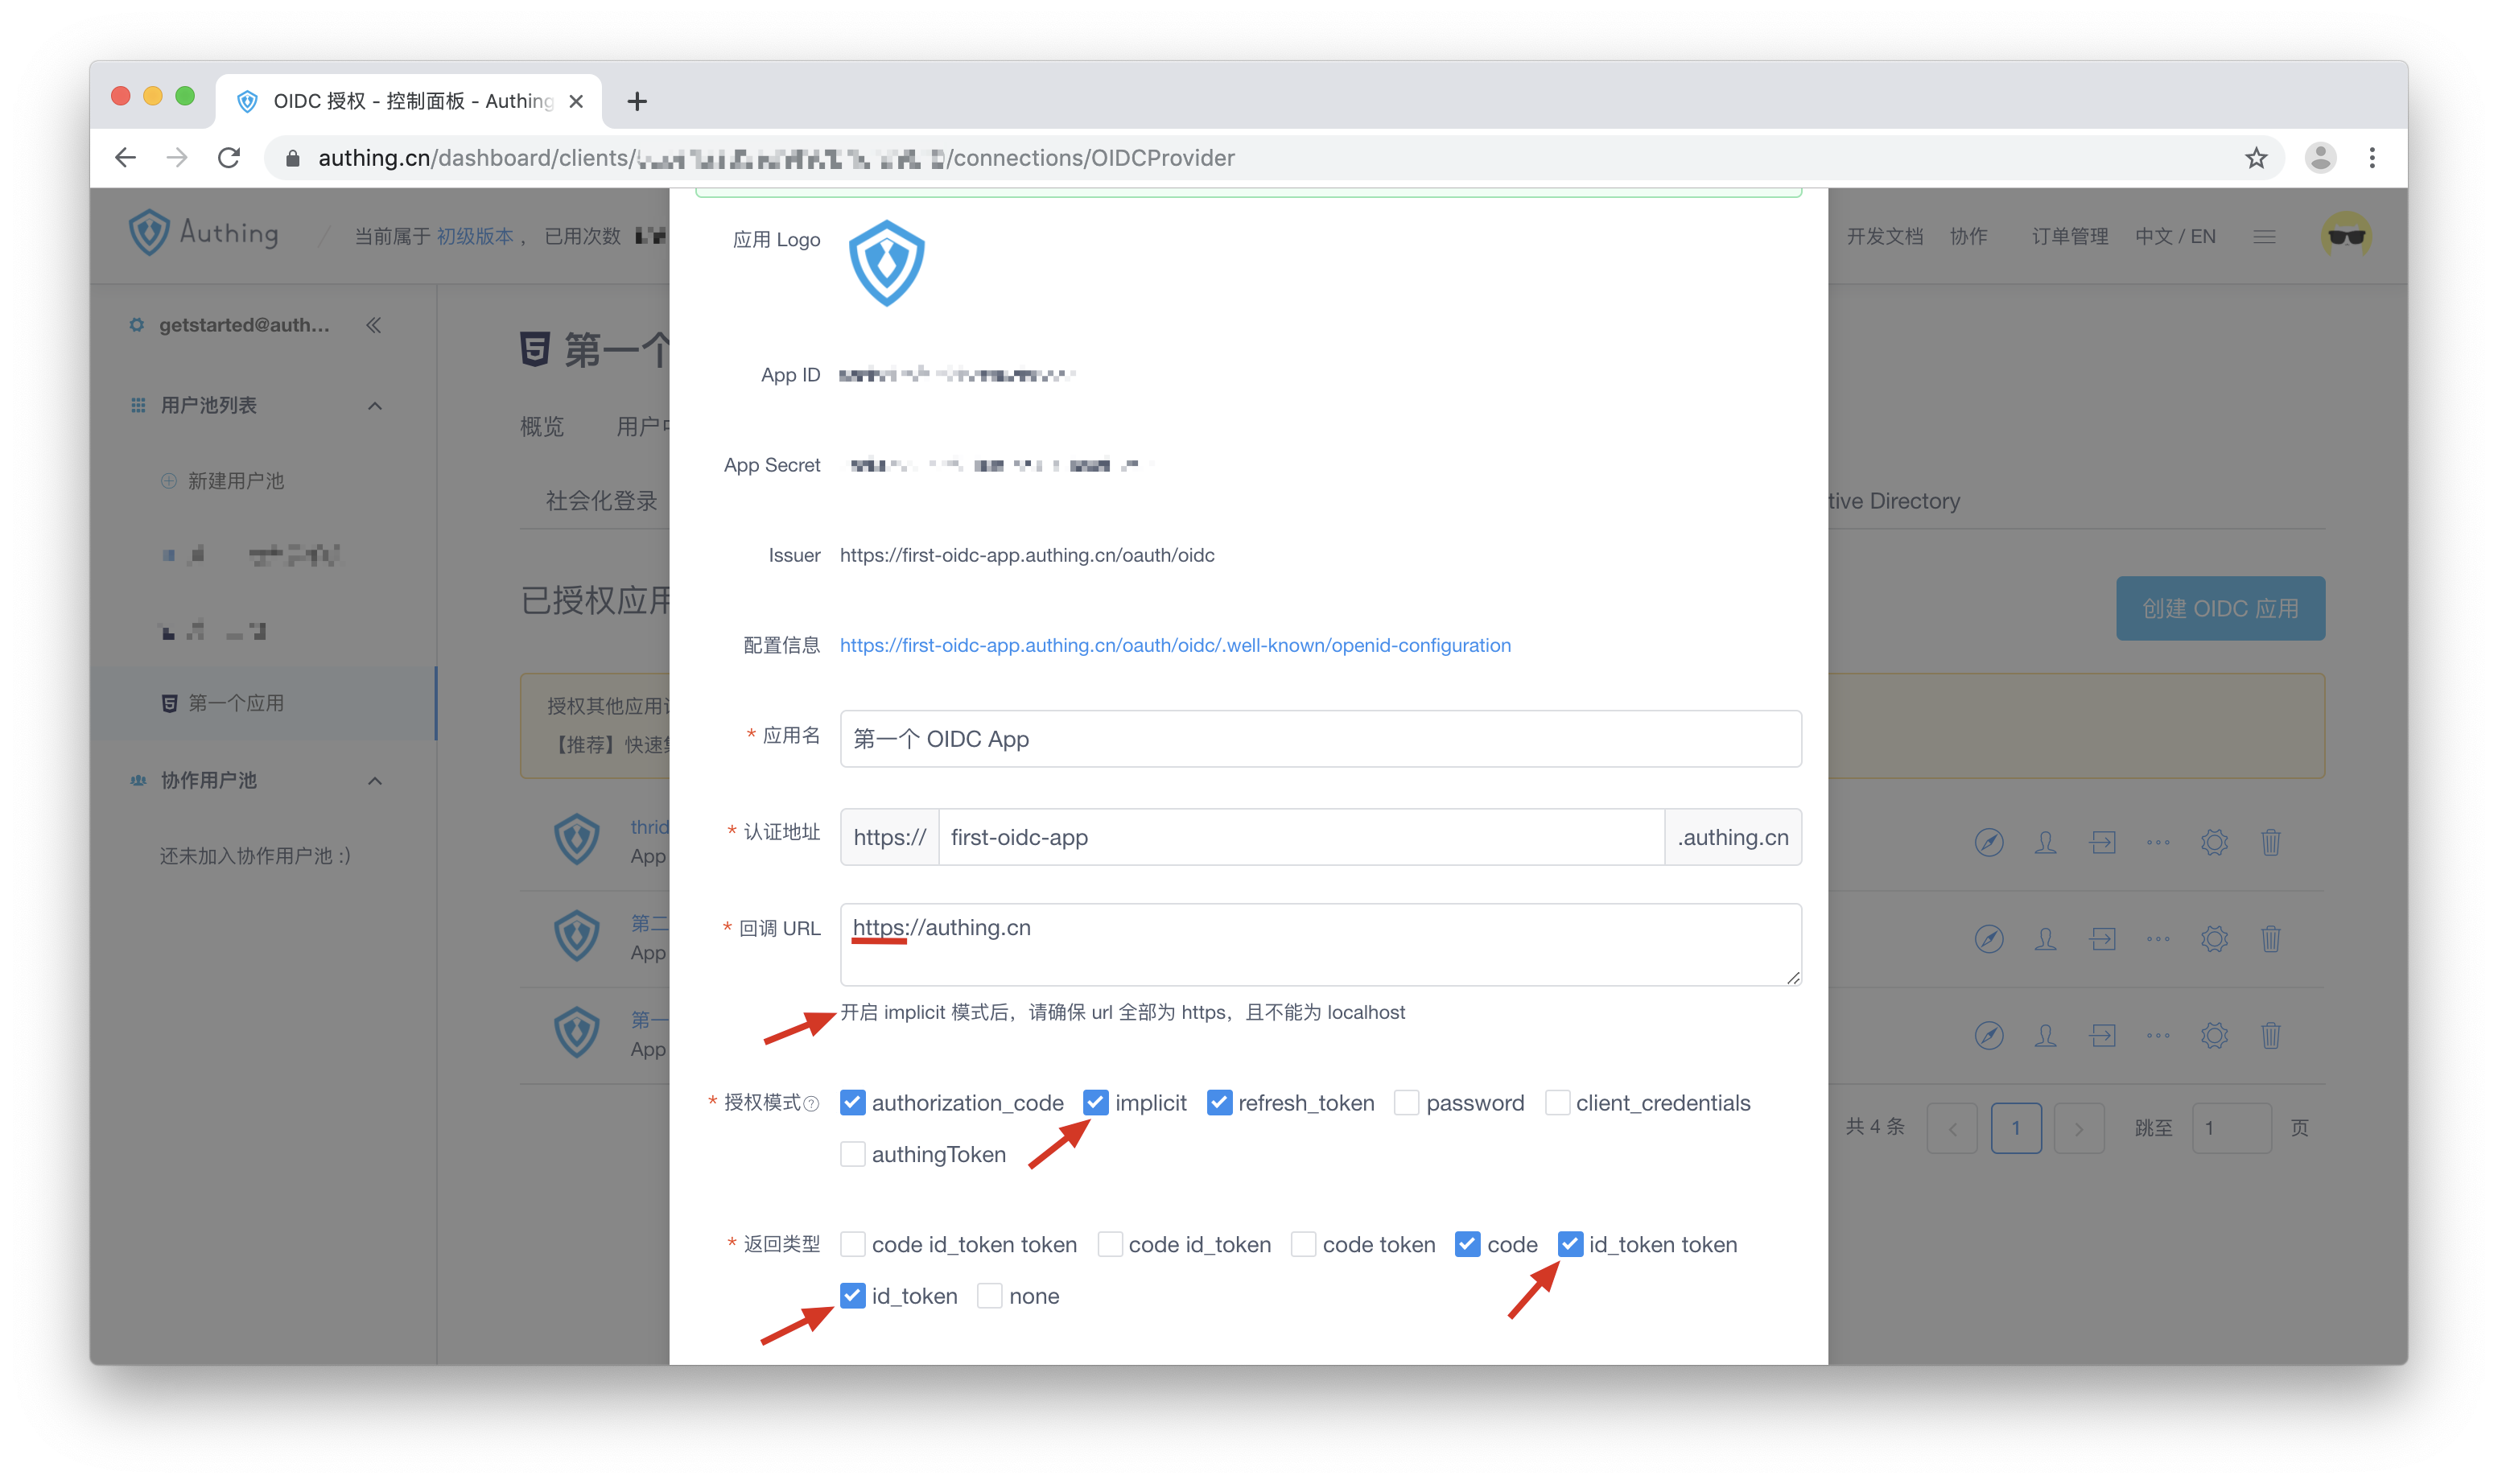 OIDC 授权 - 控制面板 - Authing
authing.cn/dashboard/clients/ /connections/OIDCProvider
Authing
当前属于 初级版本 ， 已用次数
开发文档 协作 订单管理 中文 / EN
应用 Logo
getstarted@auth...
第一个
App ID
用户池列表
概览 用户中
App Secret
新建用户池
社会化登录
tive Directory
Issuer https://first-oidc-app.authing.cn/oauth/oidc
已授权应用
创建 OIDC 应用
配置信息 https://first-oidc-app.authing.cn/oauth/oidc/.well-known/openid-configuration
第一个应用
授权其他应用
* 应用名 第一个 OIDC App
【推荐】快速
协作用户池
* 认证地址 https:// first-oidc-app .authing.cn
thrid
App
还未加入协作用户池 :)
* 回调 URL https://authing.cn
第二
App
开启 implicit 模式后，请确保 url 全部为 https，且不能为 localhost
第一
App
* 授权模式 ? authorization_code implicit refresh_token password client_credentials
authingToken
共 4 条 < 1 > 跳至 1 页
* 返回类型 code id_token token code id_token code token code id_token token
id_token none